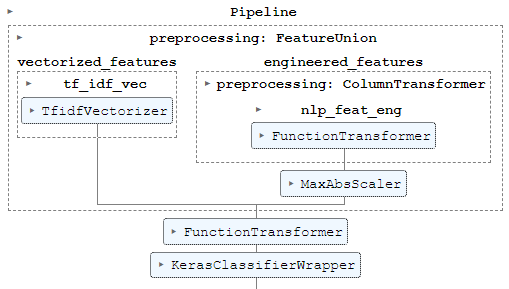 Pipeline
preprocessing: FeatureUnion
vectorized_features
engineered_features
tf_idf_vec
preprocessing: ColumnTransformer
TfidfVectorizer
nlp_feat_eng
FunctionTransformer
MaxAbsScaler
FunctionTransformer
KerasClassifierWrapper